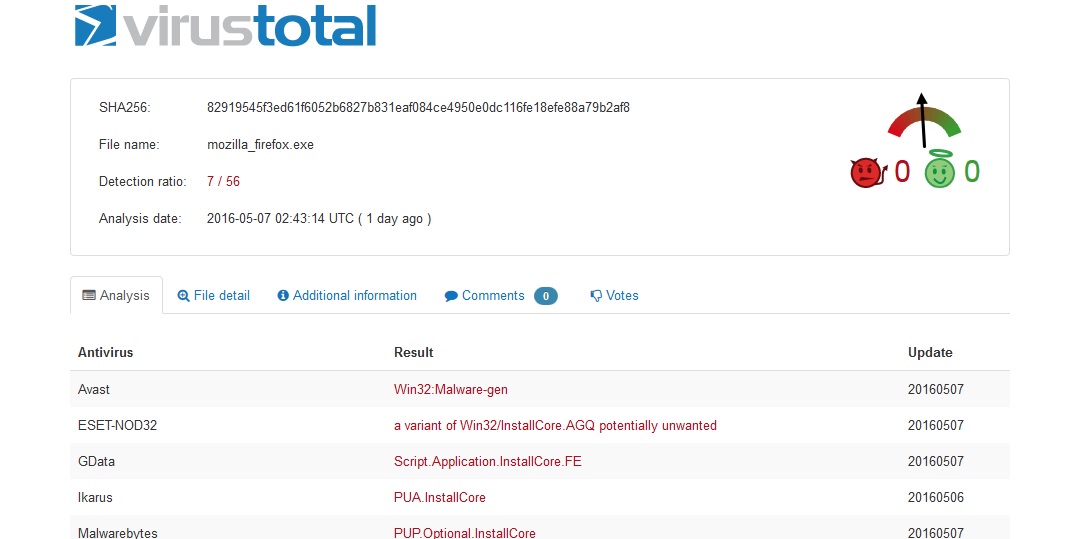 virustotal
SHA256: 82919545f3ed61f6052b6827b831eaf084ce4950e0dc116fe18efe88a79b2af8
File name: mozilla_firefox.exe
Detection ratio: 7 / 56
Analysis date: 2016-05-07 02:43:14 UTC ( 1 day ago )
0 0
Analysis File detail Additional information Comments 0 Votes
Antivirus Result Update
Avast Win32:Malware-gen 20160507
ESET-NOD32 a variant of Win32/InstallCore.AGQ potentially unwanted 20160507
GData Script.Application.InstallCore.FE 20160507
Ikarus PUA.InstallCore 20160506
Malwarebytes PUP.Optional.InstallCore 20160507